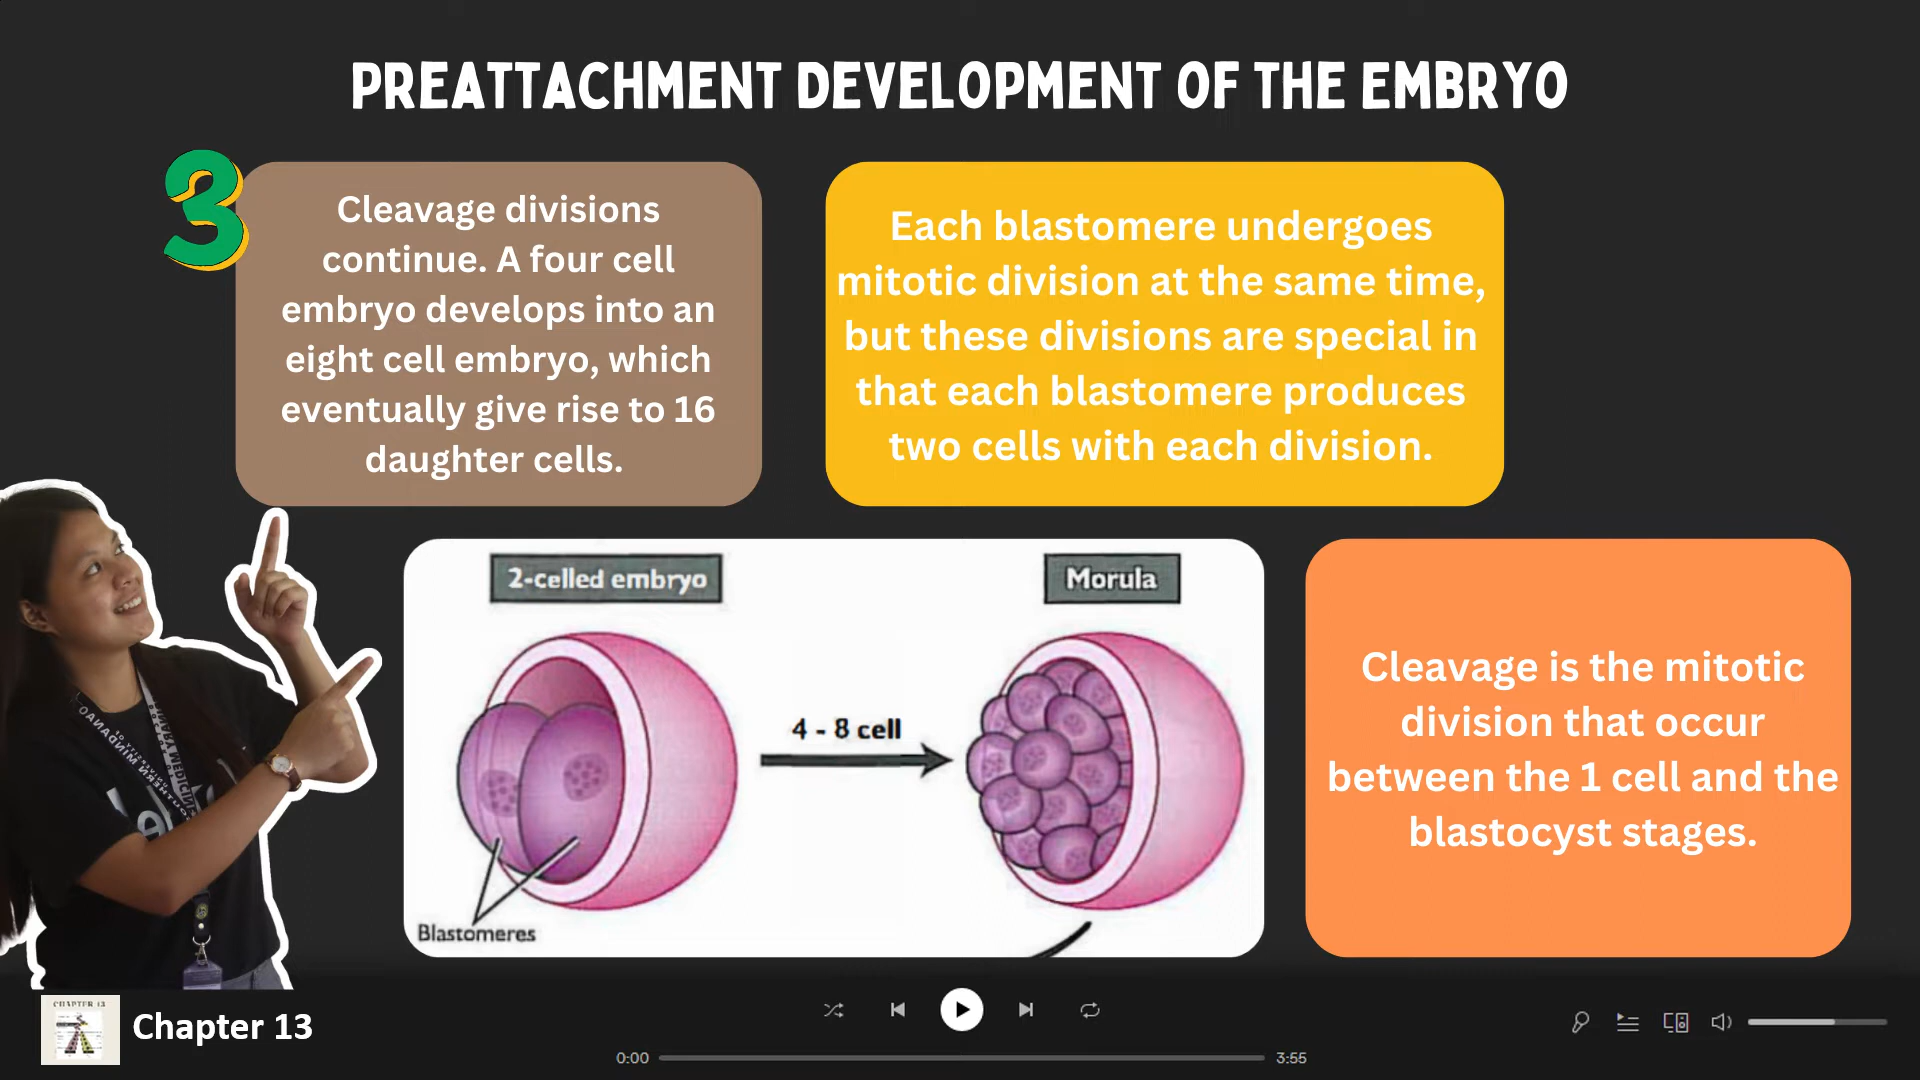 PREATTACHMENT DEVELOPMENT OF THE EMBRYO
3
Cleavage divisions
continue. A four cell
embryo develops into an
eight cell embryo, which
eventually give rise to 16
daughter cells.
Each blastomere undergoes
mitotic division at the same time,
but these divisions are special in
that each blastomere produces
two cells with each division.
2-celled embryo
Morula
4 - 8 cell
Blastomeres
Cleavage is the mitotic
division that occur
between the 1 cell and the
blastocyst stages.
CHAPTER 13
Chapter 13
0:00
3:55